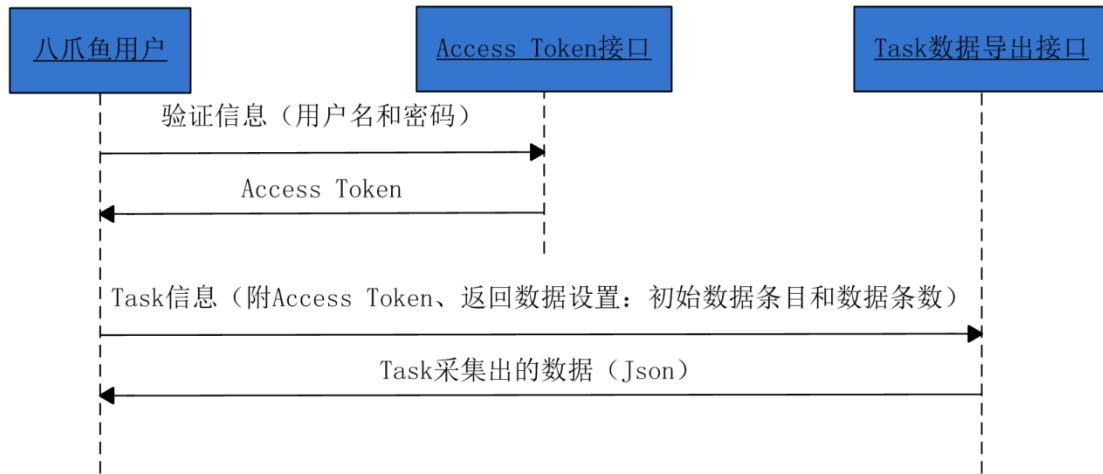 八爪鱼用户
Access Token接口
Task数据导出接口
验证信息（用户名和密码）
Access Token
Task信息（附Access Token、返回数据设置：初始数据条目和数据条数）
Task采集出的数据（Json）